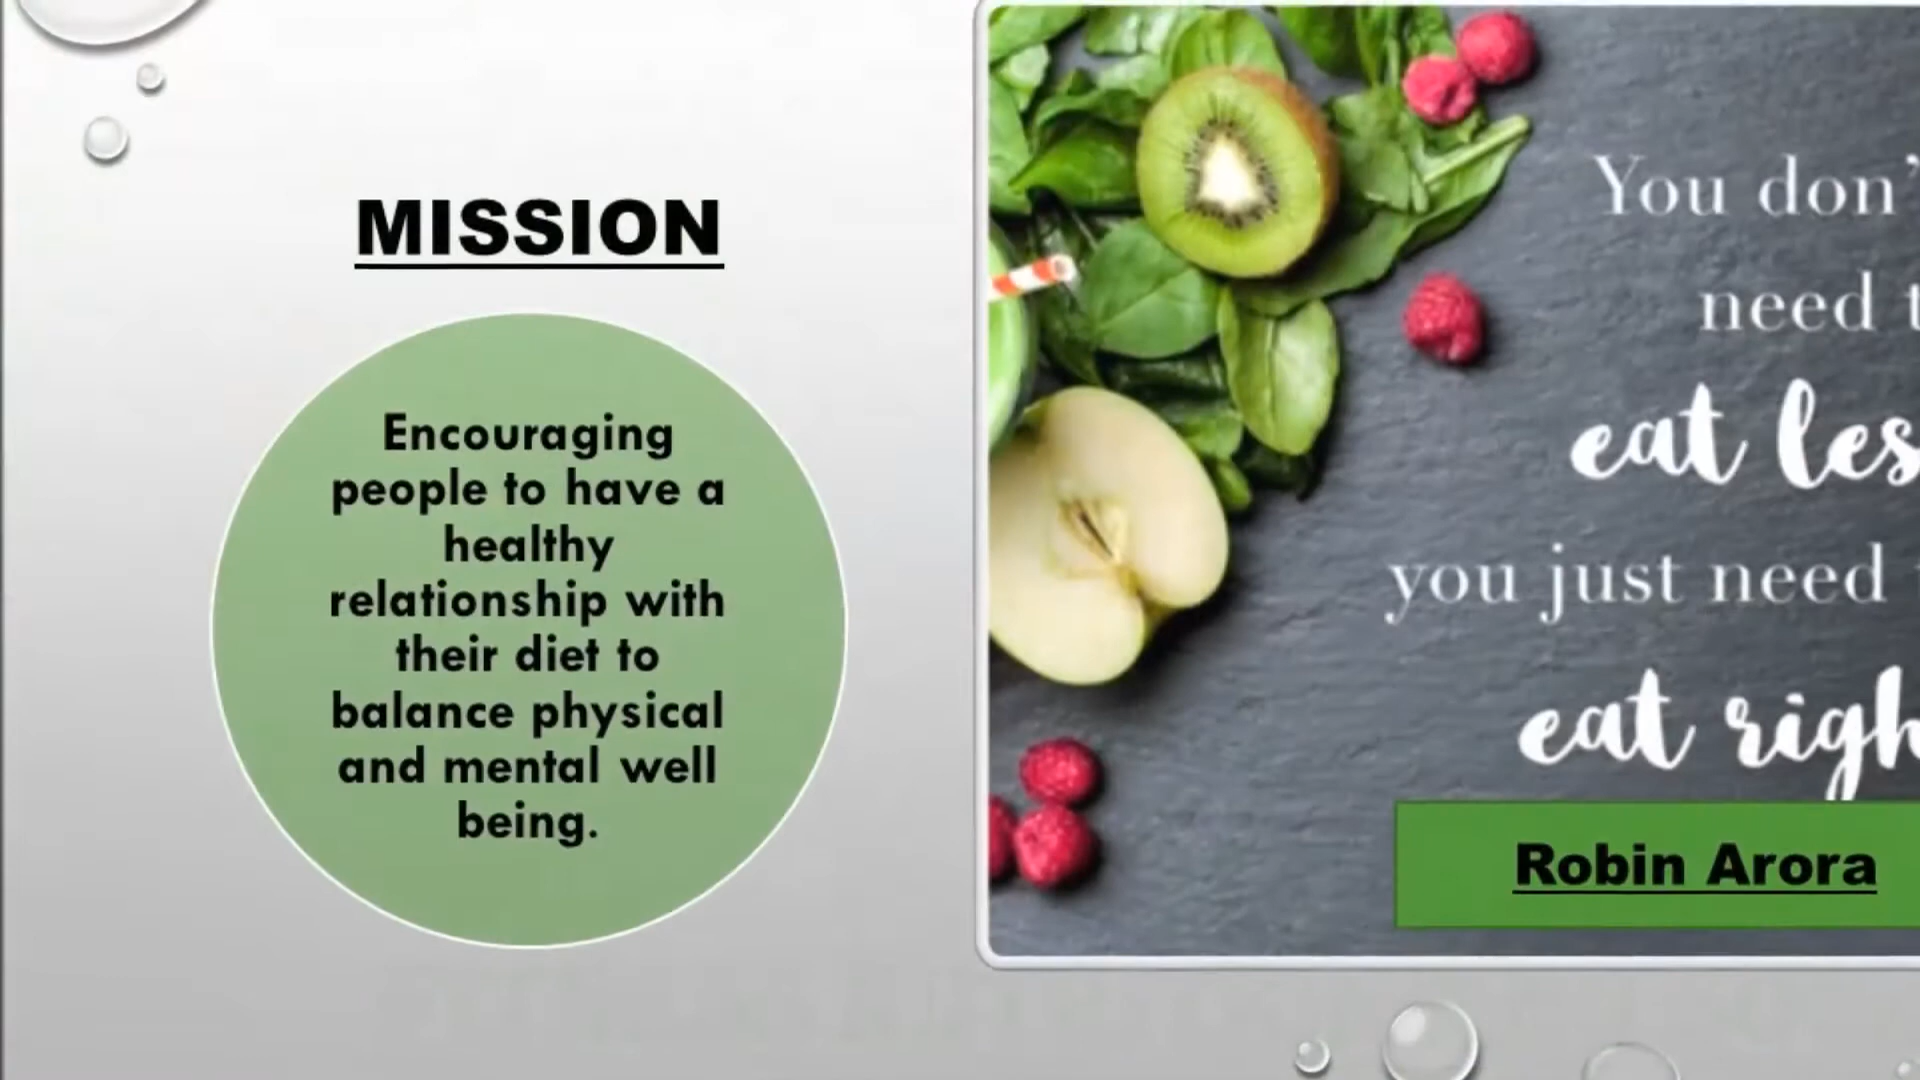 MISSION
Encouraging
people to have a
healthy
relationship with
their diet to
balance physical
and mental well
being.
You don’
need t
eat les
you just need
eat righ
Robin Arora